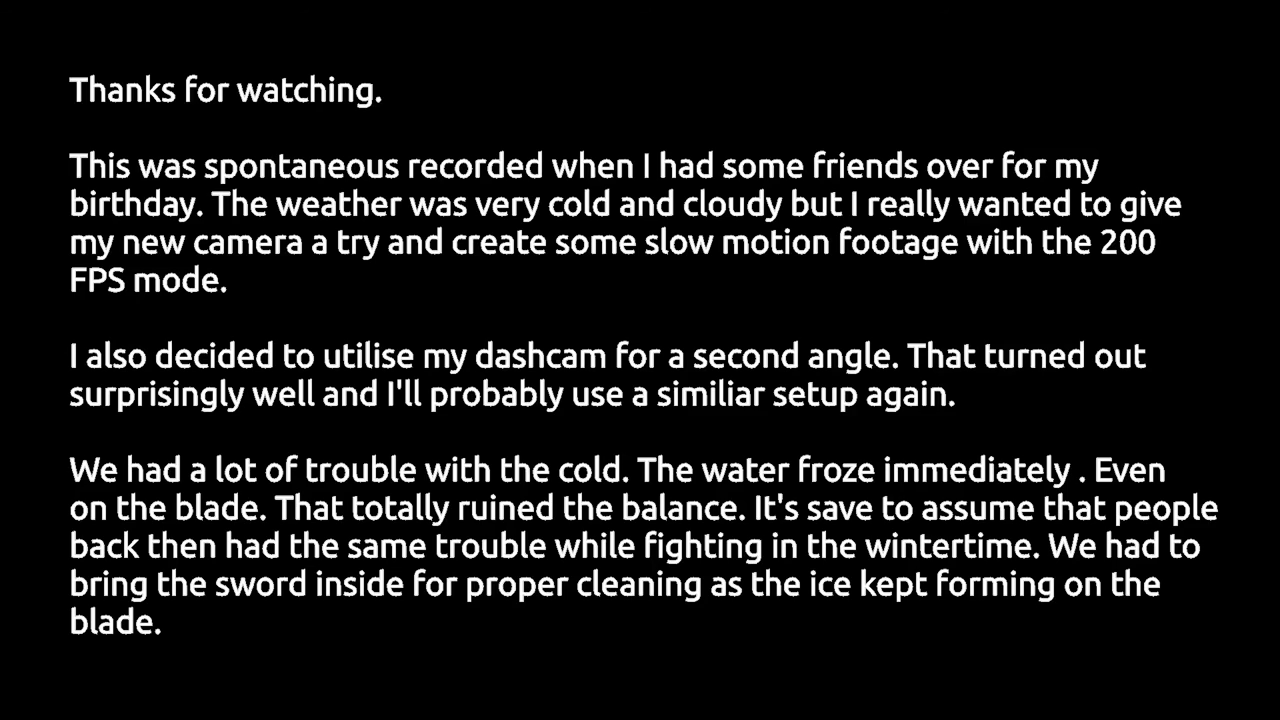 Thanks for watching.
This was spontaneous recorded when I had some friends over for my
birthday. The weather was very cold and cloudy but I really wanted to give
my new camera a try and create some slow motion footage with the 200
FPS mode.
I also decided to utilise my dashcam for a second angle. That turned out
surprisingly well and I'll probably use a similiar setup again.
We had a lot of trouble with the cold. The water froze immediately . Even
on the blade. That totally ruined the balance. It's save to assume that people
back then had the same trouble while fighting in the wintertime. We had to
bring the sword inside for proper cleaning as the ice kept forming on the
blade.